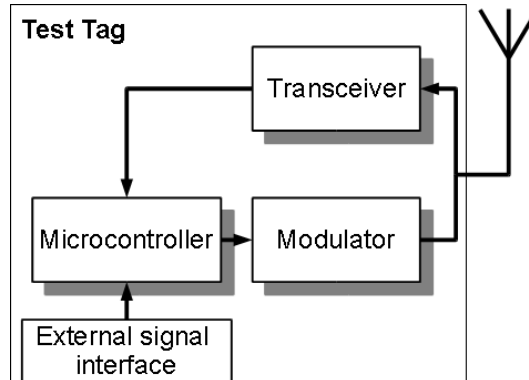 Test Tag
Transceiver
Microcontroller
Modulator
External signal
interface